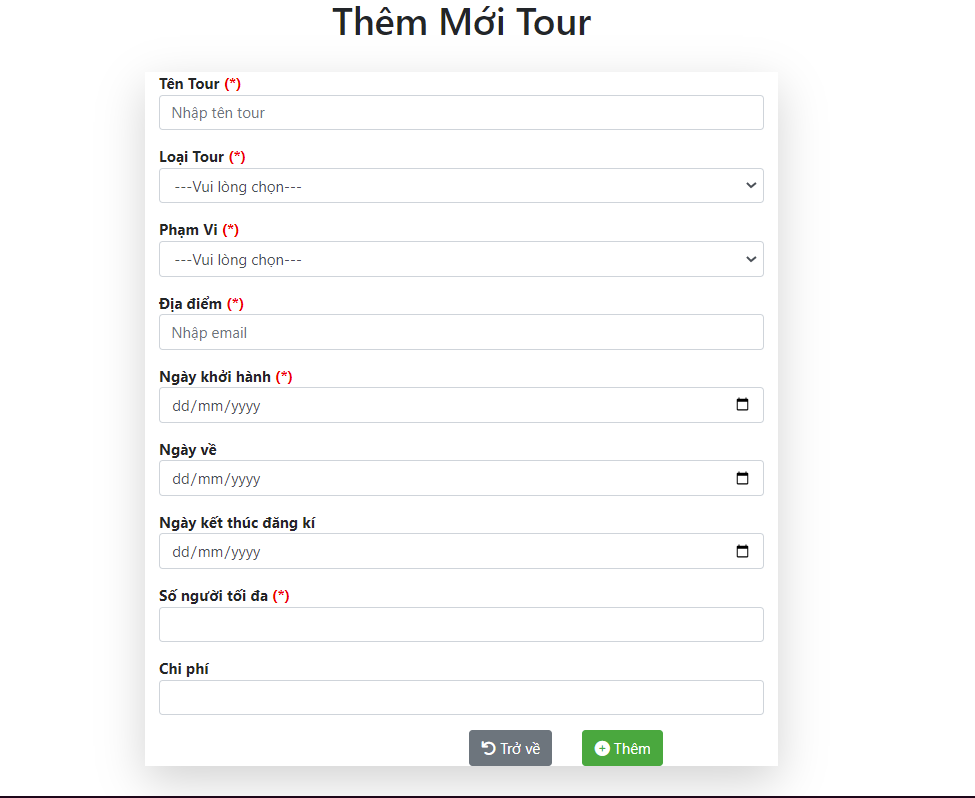 Thêm Mới Tour
Tên Tour (*)
Nhập tên tour
Loại Tour (*)
---Vui lòng chọn---
Phạm Vi (*)
---Vui lòng chọn---
Địa điểm (*)
Nhập email
Ngày khởi hành (*)
dd/mm/yyyy
Ngày về
dd/mm/yyyy
Ngày kết thúc đăng kí
dd/mm/yyyy
Số người tối đa (*)
Chi phí
Trở về Thêm